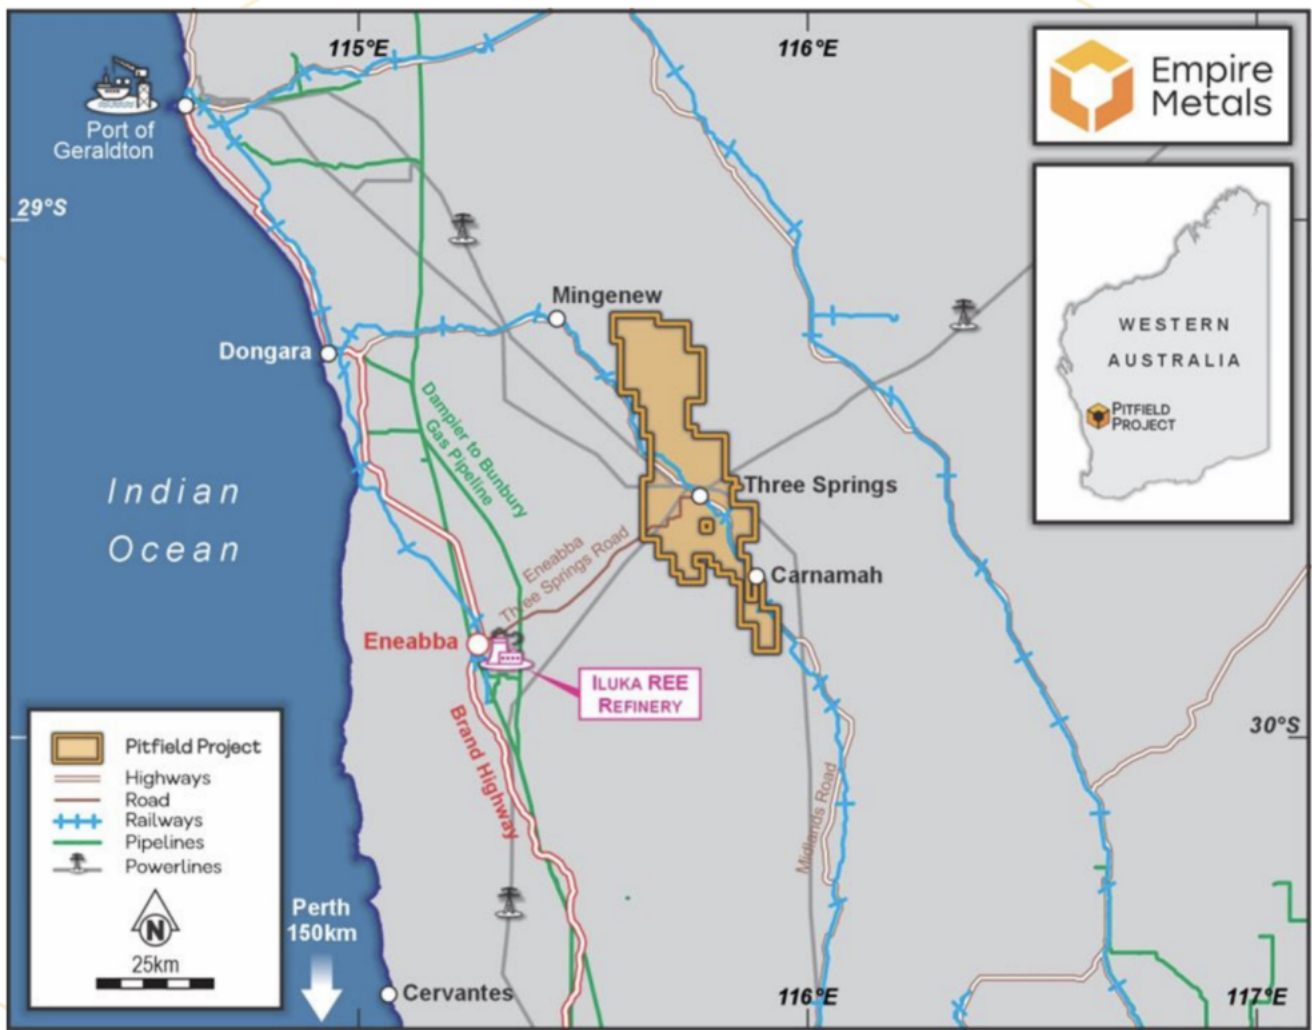 115°E
116°E
Empire
Metals
Port of
Geraldton
29°S
WESTERN
AUSTRALIA
PITFIELD
PROJECT
Mingenew
Dongara
Dampier to Bunbury
Gas Pipeline
Indian
Ocean
Three Springs
Eneabba
Three Springs Road
Carnamah
Eneabba
ILUKA REE
REFINERY
Brand Highway
Midlands Road
30°S
Pitfield Project
Highways
Road
Railways
Pipelines
Powerlines
N
25km
Perth
150km
Cervantes
116°E
117°E